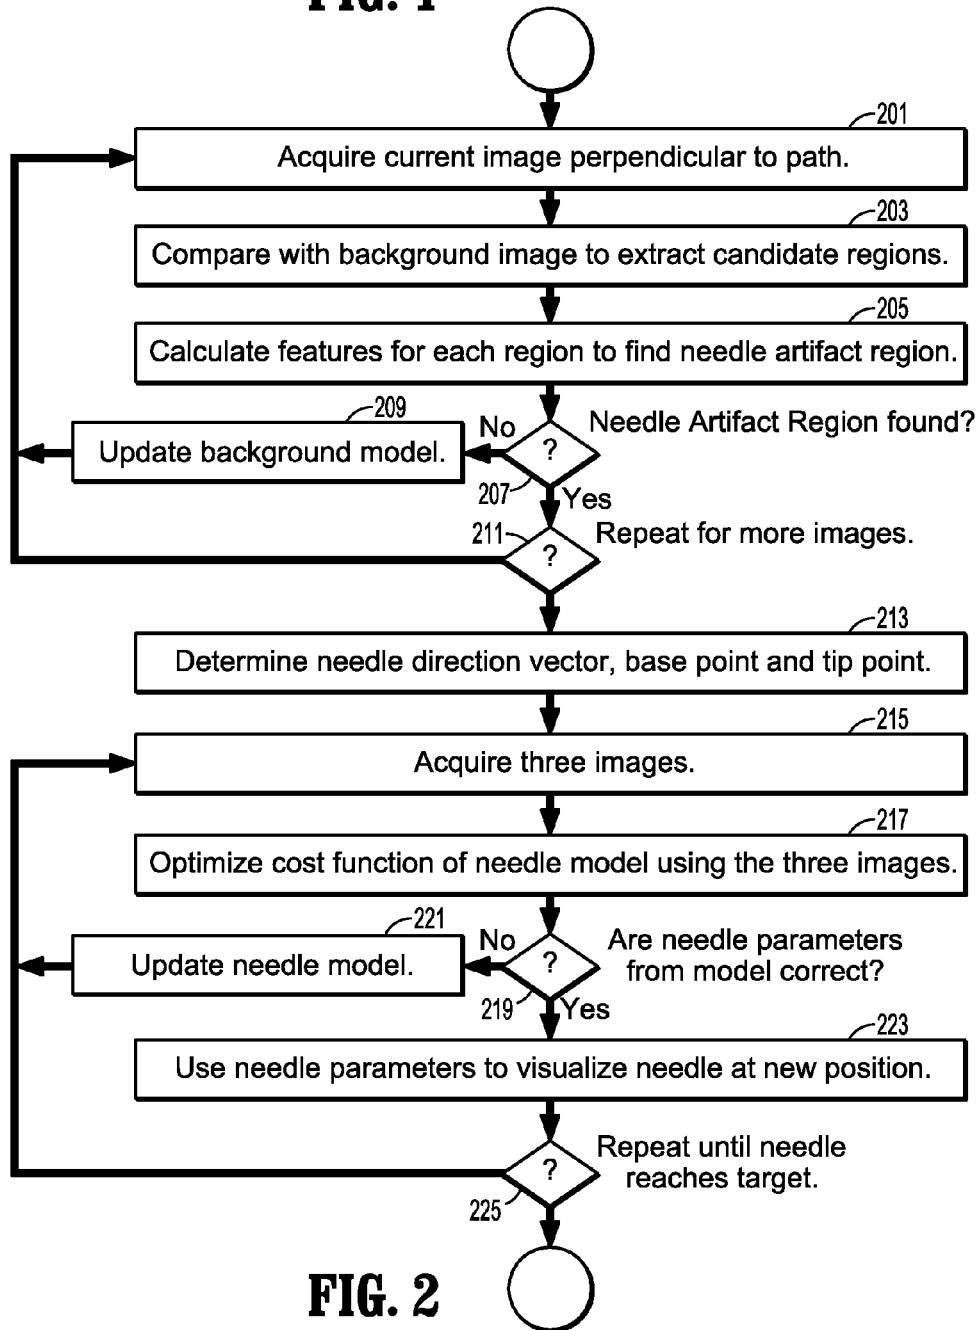 FIG. 1
201
Acquire current image perpendicular to path.
203
Compare with background image to extract candidate regions.
205
Calculate features for each region to find needle artifact region.
209
Update background model.
No
?
Needle Artifact Region found?
207
Yes
211
?
Repeat for more images.
213
Determine needle direction vector, base point and tip point.
215
Acquire three images.
217
Optimize cost function of needle model using the three images.
221
Update needle model.
No
?
Are needle parameters
from model correct?
219
Yes
223
Use needle parameters to visualize needle at new position.
?
Repeat until needle
reaches target.
225
FIG. 2